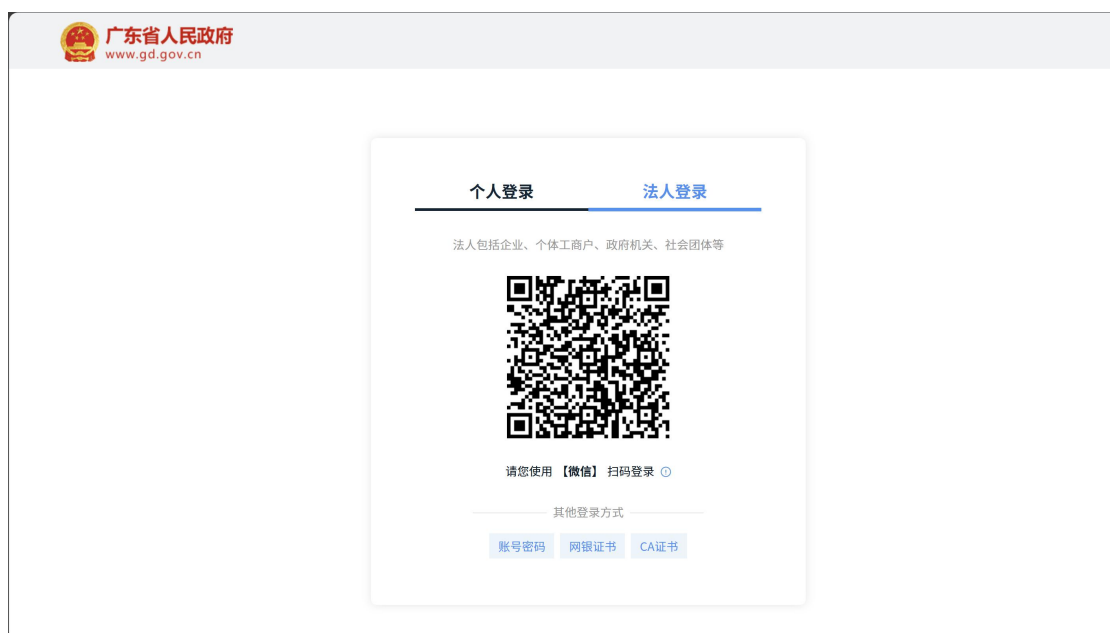 广东省人民政府
www.gd.gov.cn
个人登录 法人登录
法人包括企业、个体工商户、政府机关、社会团体等
请您使用 【微信】 扫码登录
其他登录方式
账号密码 网银证书 CA证书